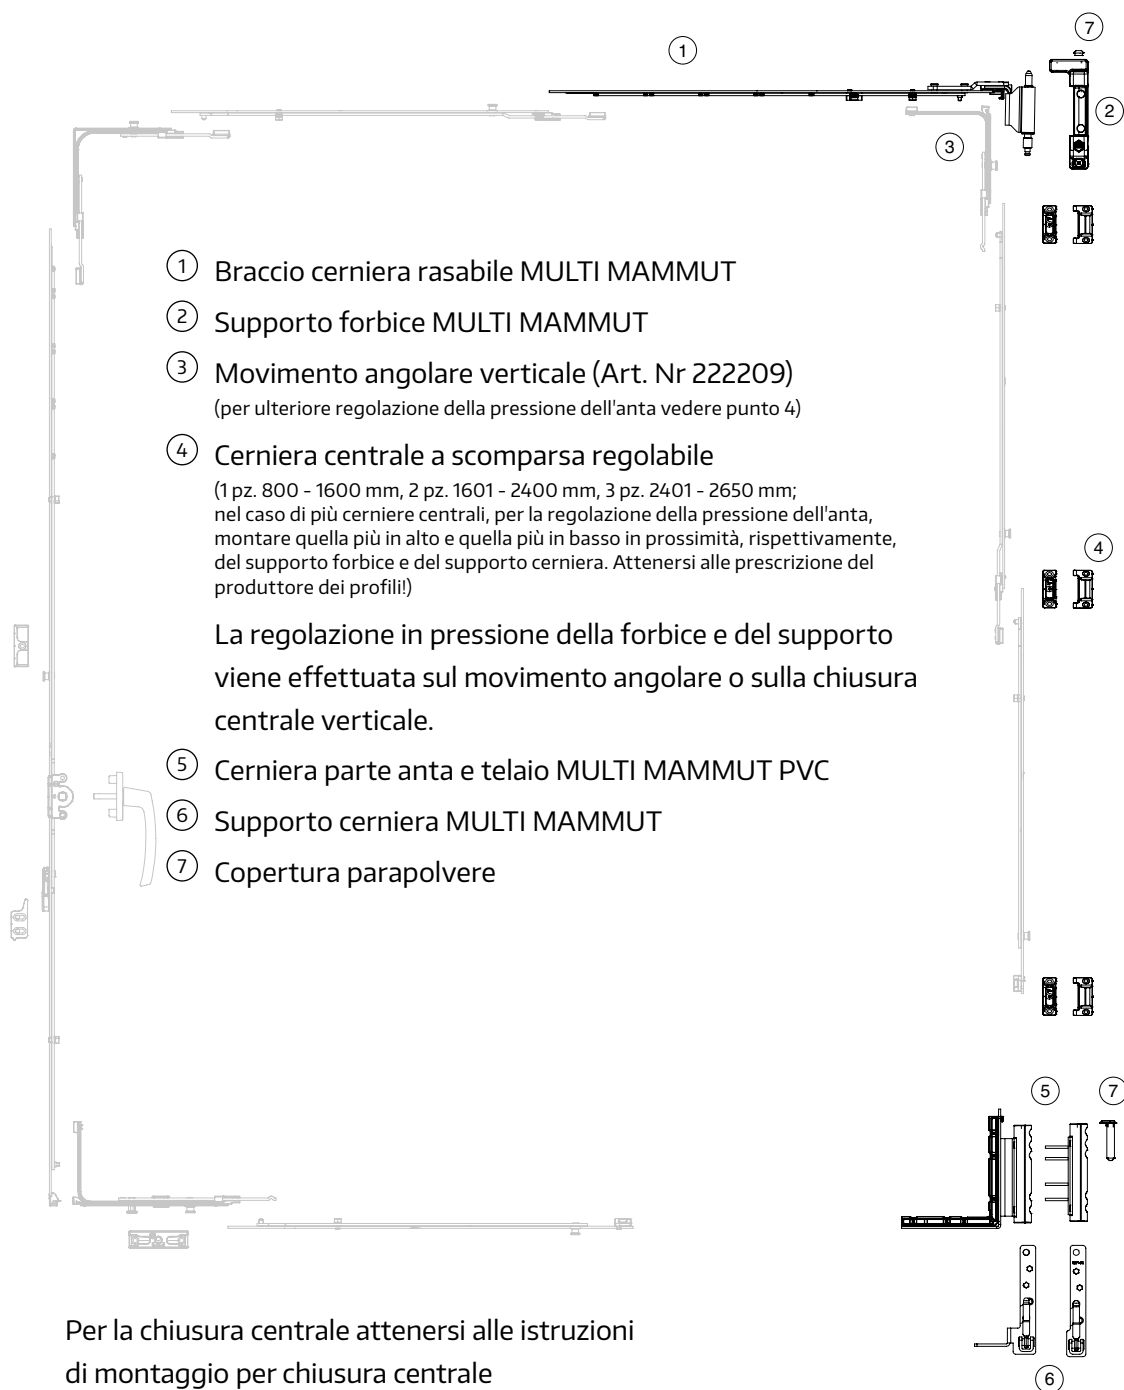 1
7
2
3
1 Braccio cerniera rasabile MULTI MAMMUT
2 Supporto forbice MULTI MAMMUT
3 Movimento angolare verticale (Art. Nr 222209)
(per ulteriore regolazione della pressione dell'anta vedere punto 4)
4 Cerniera centrale a scomparsa regolabile
(1 pz. 800 - 1600 mm, 2 pz. 1601 - 2400 mm, 3 pz. 2401 - 2650 mm;
nel caso di più cerniere centrali, per la regolazione della pressione dell'anta,
montare quella più in alto e quella più in basso in prossimità, rispettivamente,
del supporto forbice e del supporto cerniera. Attenersi alle prescrizione del
produttore dei profili!)
4
La regolazione in pressione della forbice e del supporto
viene effettuata sul movimento angolare o sulla chiusura
centrale verticale.
5 Cerniera parte anta e telaio MULTI MAMMUT PVC
6 Supporto cerniera MULTI MAMMUT
7 Copertura parapolvere
5
7
6
Per la chiusura centrale attenersi alle istruzioni
di montaggio per chiusura centrale